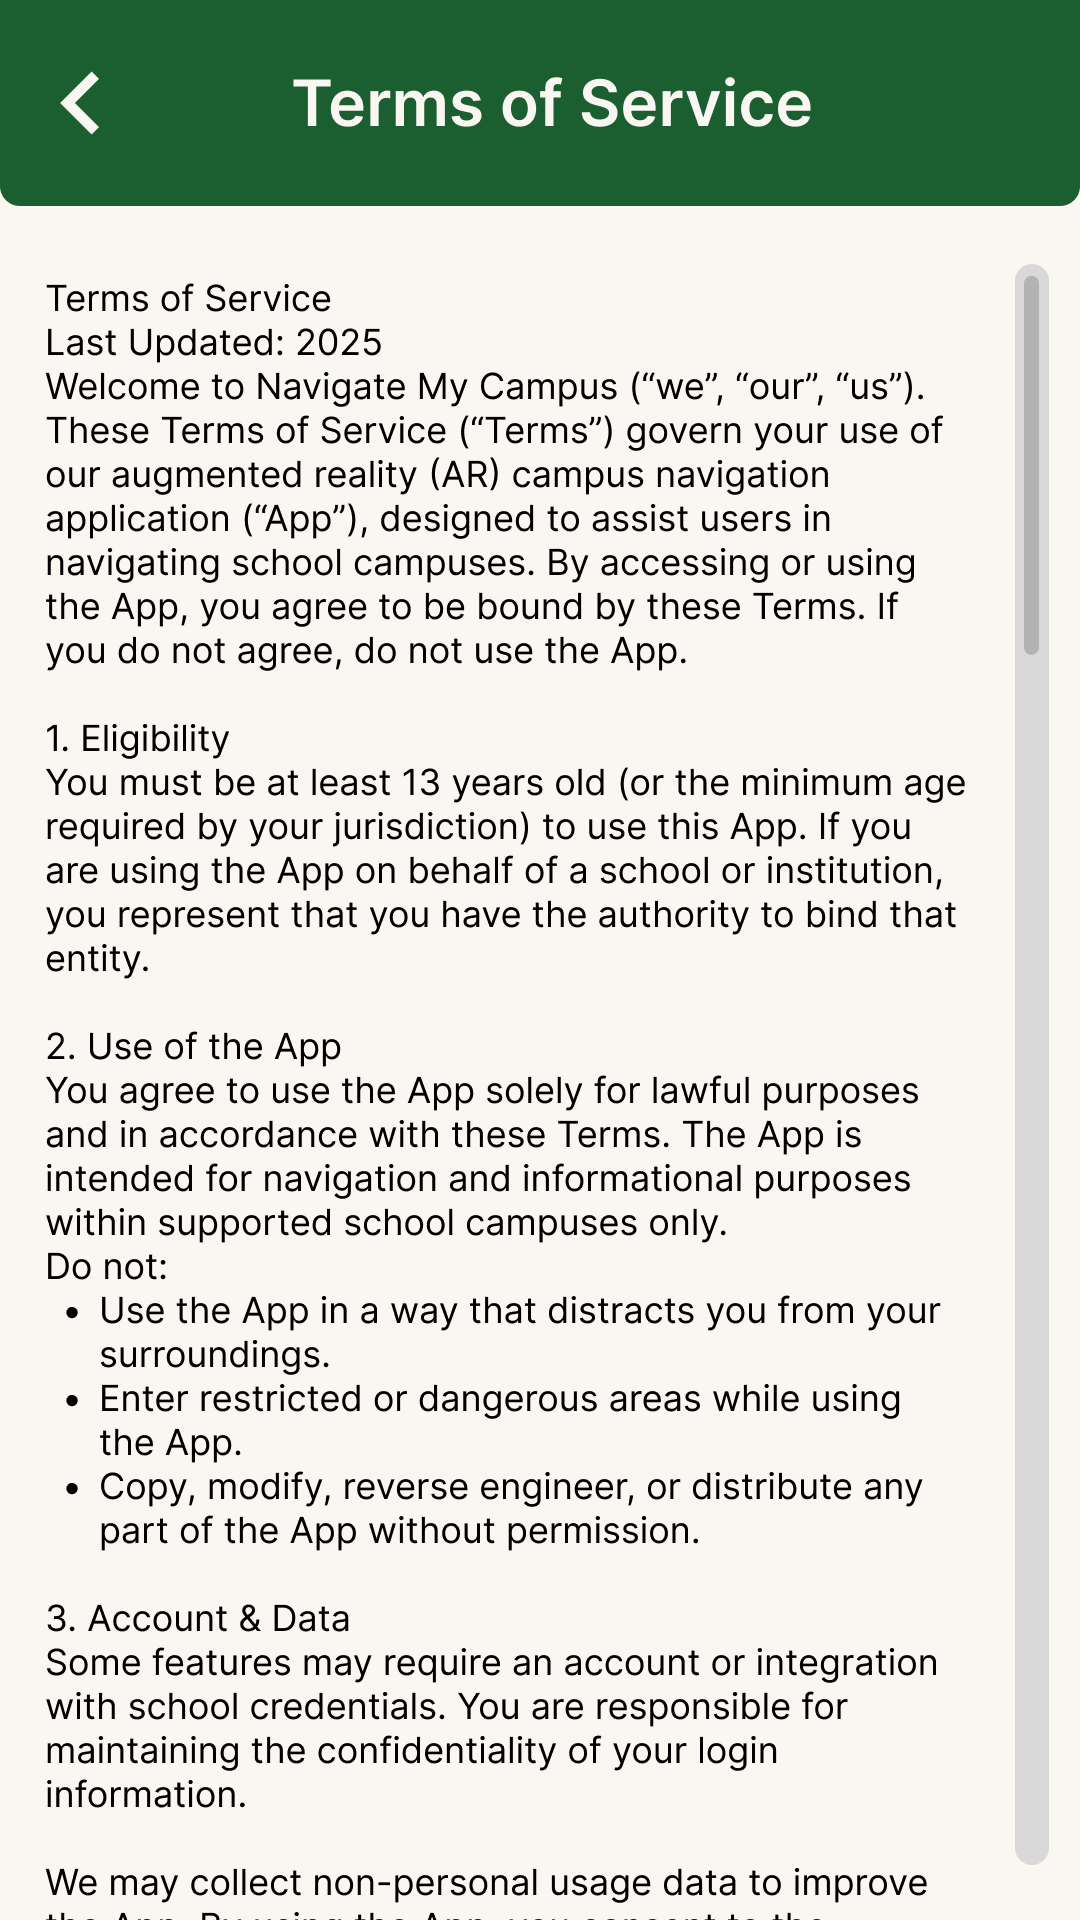 Terms of Service
Terms of Service
Last Updated: 2025
Welcome to Navigate My Campus (“we”, “our”, “us”).
These Terms of Service (“Terms”) govern your use of
our augmented reality (AR) campus navigation
application (“App”), designed to assist users in
navigating school campuses. By accessing or using
the App, you agree to be bound by these Terms. If
you do not agree, do not use the App.
1. Eligibility
You must be at least 13 years old (or the minimum age
required by your jurisdiction) to use this App. If you
are using the App on behalf of a school or institution,
you represent that you have the authority to bind that
entity.
2. Use of the App
You agree to use the App solely for lawful purposes
and in accordance with these Terms. The App is
intended for navigation and informational purposes
within supported school campuses only.
Do not:
• Use the App in a way that distracts you from your
surroundings.
• Enter restricted or dangerous areas while using
the App.
• Copy, modify, reverse engineer, or distribute any
part of the App without permission.
3. Account & Data
Some features may require an account or integration
with school credentials. You are responsible for
maintaining the confidentiality of your login
information.
We may collect non-personal usage data to improve
the App. By using the App, you consent to the